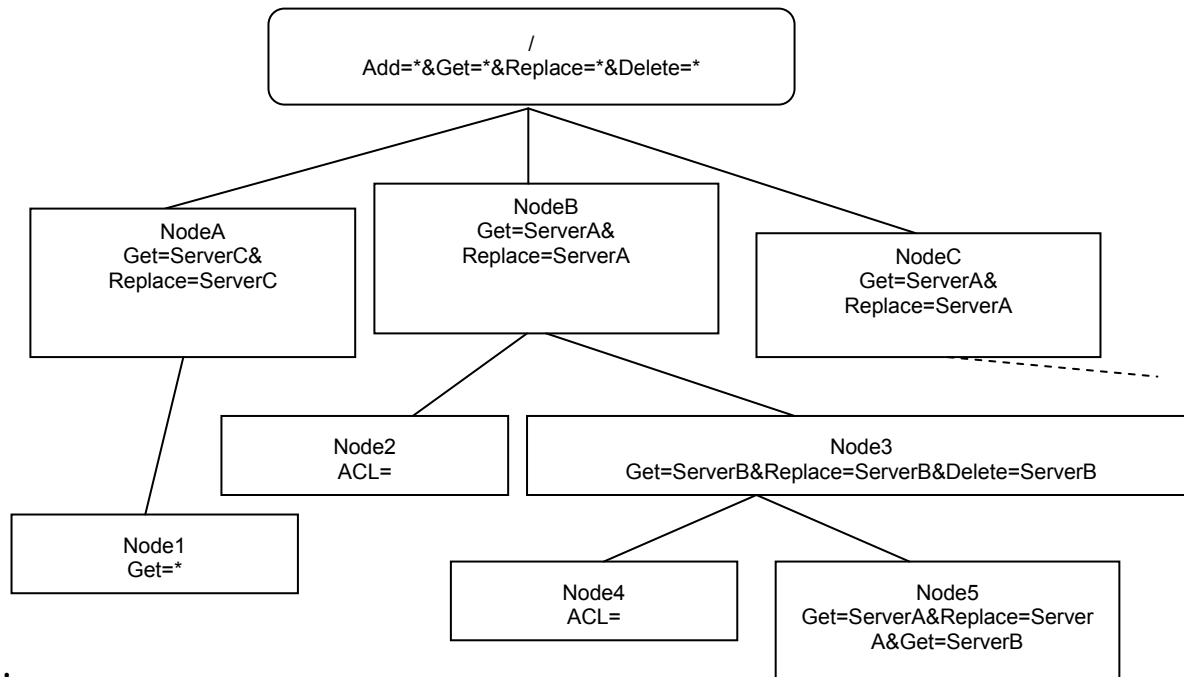 /
Add=*&Get=*&Replace=*&Delete=*
NodeA
Get=ServerC&
Replace=ServerC
NodeB
Get=ServerA&
Replace=ServerA
NodeC
Get=ServerA&
Replace=ServerA
Node2
ACL=
Node3
Get=ServerB&Replace=ServerB&Delete=ServerB
Node1
Get=*
Node4
ACL=
Node5
Get=ServerA&Replace=Server
A&Get=ServerB
.